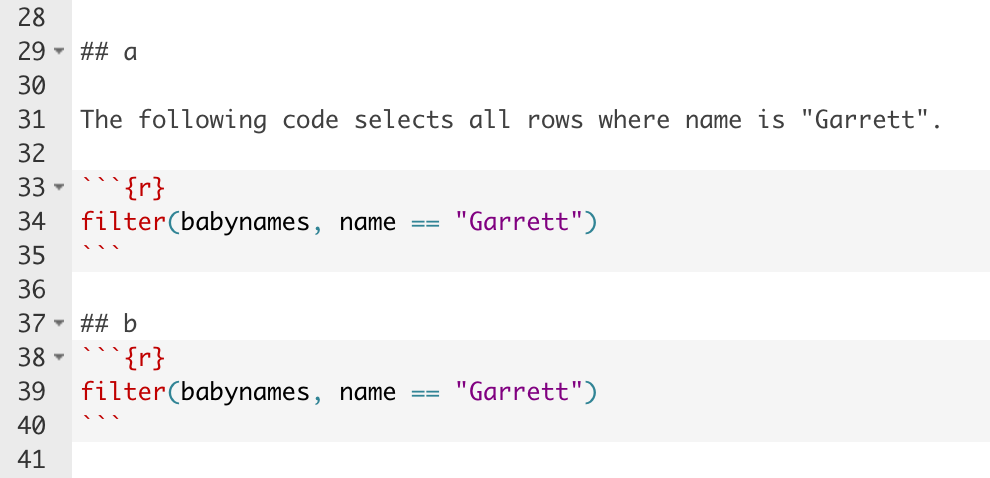 28
29 ## a
30
31 The following code selects all rows where name is "Garrett".
32
33 ```{r}
34 filter(babynames, name == "Garrett")
35 ```
36
37 ## b
38 ```{r}
39 filter(babynames, name == "Garrett")
40 ```
41